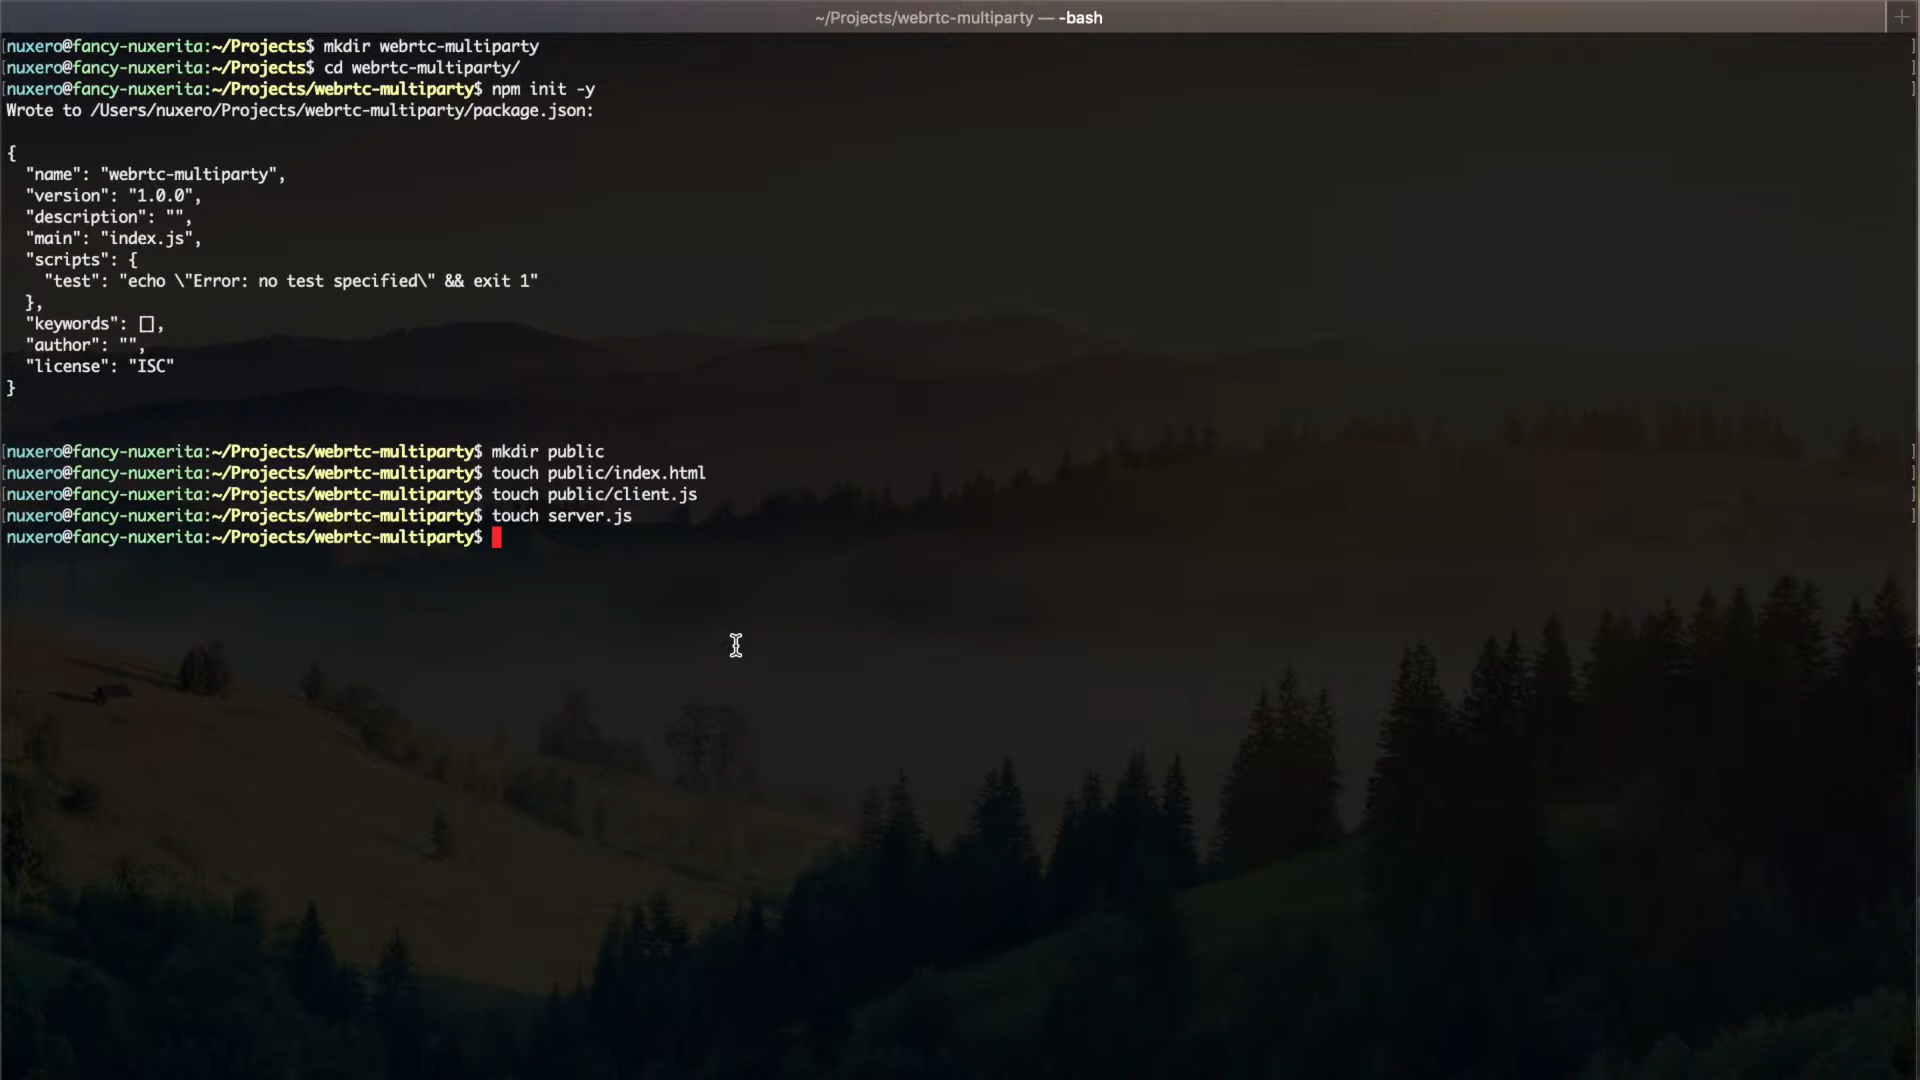 ~/Projects/webrtc-multiparty — -bash
[nuxero@fancy-nuxerita:~/Projects$ mkdir webrtc-multiparty ]
[nuxero@fancy-nuxerita:~/Projects$ cd webrtc-multiparty/ ]
[nuxero@fancy-nuxerita:~/Projects/webrtc-multiparty$ npm init -y ]
Wrote to /Users/nuxero/Projects/webrtc-multiparty/package.json:
{
  "name": "webrtc-multiparty",
  "version": "1.0.0",
  "description": "",
  "main": "index.js",
  "scripts": {
    "test": "echo \"Error: no test specified\" && exit 1"
  },
  "keywords": [],
  "author": "",
  "license": "ISC"
}
[nuxero@fancy-nuxerita:~/Projects/webrtc-multiparty$ mkdir public ]
[nuxero@fancy-nuxerita:~/Projects/webrtc-multiparty$ touch public/index.html ]
[nuxero@fancy-nuxerita:~/Projects/webrtc-multiparty$ touch public/client.js ]
[nuxero@fancy-nuxerita:~/Projects/webrtc-multiparty$ touch server.js ]
nuxero@fancy-nuxerita:~/Projects/webrtc-multiparty$